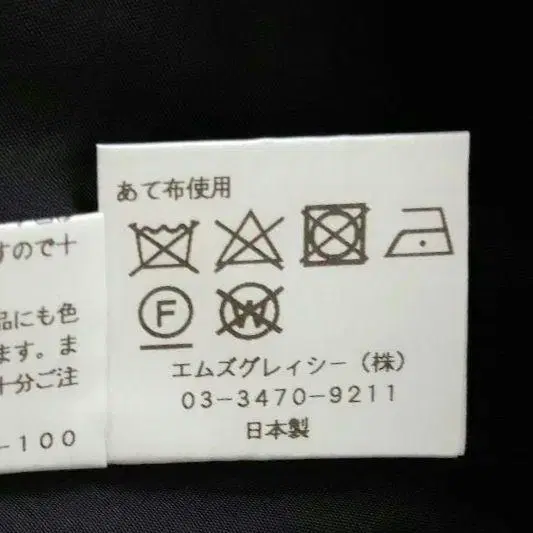 あて布使用
F
W
エムズグレィシー（株）
03-3470-9211
日本製
すので十
品にも色
ます。ま
十分ご注
-100